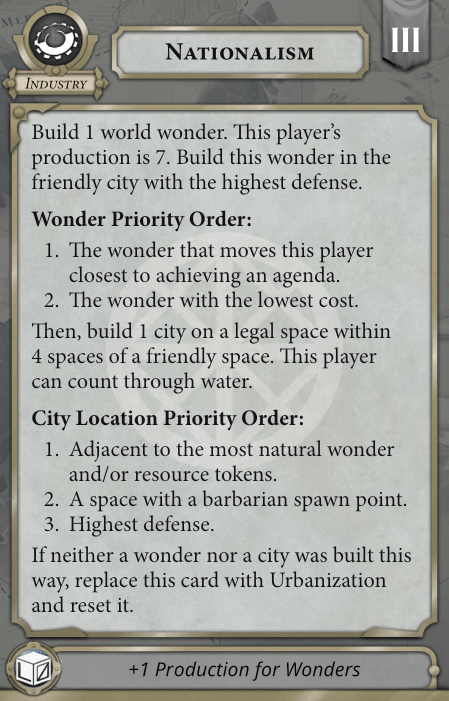 NATIONALISM
III
INDUSTRY
Build 1 world wonder. This player's
production is 7. Build this wonder in the
friendly city with the highest defense.
Wonder Priority Order:
1. The wonder that moves this player
closest to achieving an agenda.
2. The wonder with the lowest cost.
Then, build 1 city on a legal space within
4 spaces of a friendly space. This player
can count through water.
City Location Priority Order:
1. Adjacent to the most natural wonder
and/or resource tokens.
2. A space with a barbarian spawn point.
3. Highest defense.
If neither a wonder nor a city was built this
way, replace this card with Urbanization
and reset it.
+1 Production for Wonders